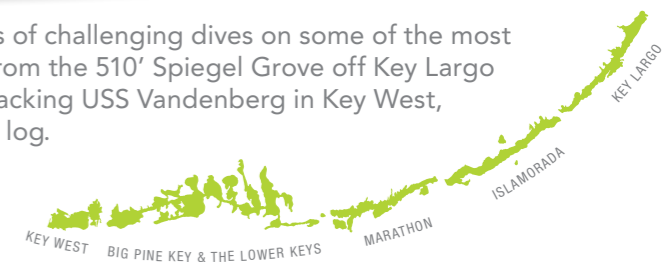 s of challenging dives on some of the most
rom the 510’ Spiegel Grove off Key Largo
acking USS Vandenberg in Key West,
log.
KEY LARGO
ISLAMORADA
MARATHON
BIG PINE KEY & THE LOWER KEYS
KEY WEST